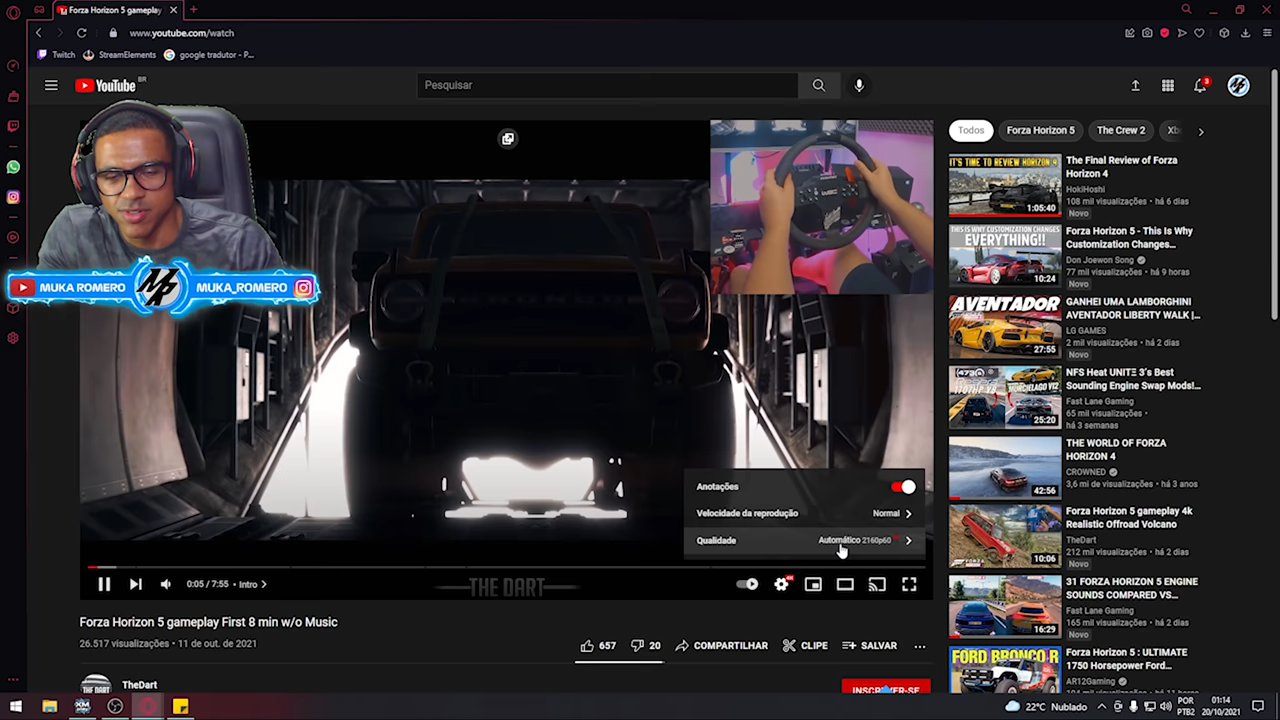 Forza Horizon 5 gameplay
www.youtube.com/watch
Twitch
StreamElements
google tradutor - P...
YouTube BR
Pesquisar
3
MUKA ROMERO
MUKA_ROMERO
Anotações
Velocidade da reprodução
Normal
Qualidade
Automático 2160p60
0:05 / 7:55 · Intro
THE DART
Forza Horizon 5 gameplay First 8 min w/o Music
26.517 visualizações · 11 de out. de 2021
657
20
COMPARTILHAR
CLIPE
SALVAR
TheDart
INSCREVER-SE
Todos
Forza Horizon 5
The Crew 2
IT'S TIME TO REVIEW HORIZON 4
1:05:40
The Final Review of Forza
Horizon 4
HokiHoshi
108 mil visualizações · há 6 dias
Novo
THIS IS WHY CUSTOMIZATION CHANGES
EVERYTHING!!
10:24
Forza Horizon 5 - This Is Why
Customization Changes...
Don Joewon Song
77 mil visualizações · há 9 horas
Novo
AVENTADOR
27:55
GANHEI UMA LAMBORGHINI
AVENTADOR LIBERTY WALK |...
LG GAMES
2 mil visualizações · há 2 dias
Novo
MURCIELAGO V12
25:20
NFS Heat UNITΞ 3's Best
Sounding Engine Swap Mods!...
Fast Lane Gaming
65 mil visualizações ·
há 3 semanas
42:56
THE WORLD OF FORZA
HORIZON 4
CROWNED
3,6 mi de visualizações · há 3 anos
10:06
Forza Horizon 5 gameplay 4k
Realistic Offroad Volcano
TheDart
212 mil visualizações · há 2 dias
Novo
16:29
31 FORZA HORIZON 5 ENGINE
SOUNDS COMPARED VS...
Fast Lane Gaming
165 mil visualizações · há 2 dias
Novo
FORD BRONCO R
Forza Horizon 5 : ULTIMATE
1750 Horsepower Ford...
AR12Gaming
22°C Nublado
POR
PTB2
01:14
20/10/2021